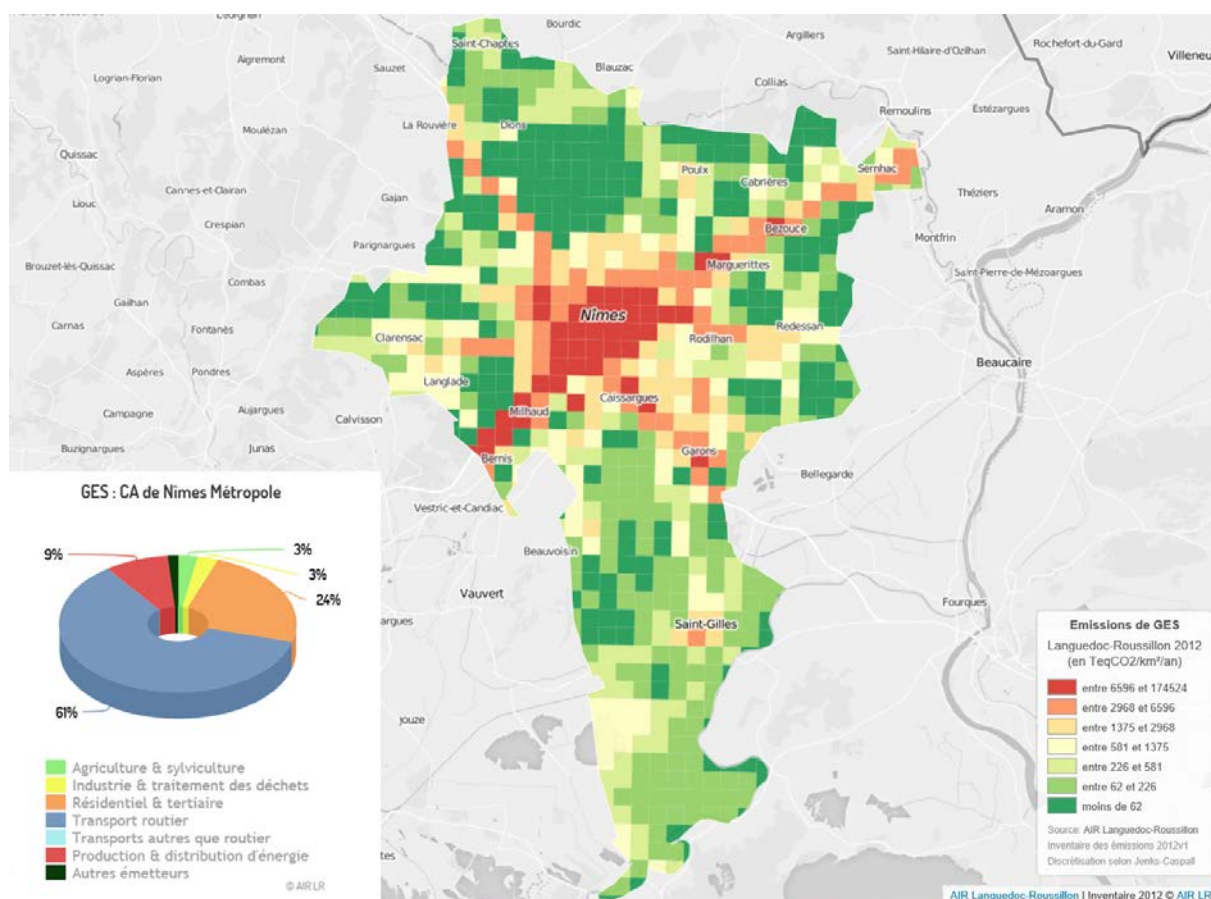 Lédignan
Bourdic
Argilliers
Saint-Hilaire-d'Ozilhan
Rochefort-du-Gard
Villeneu
Saint-Chaptes
Aigremont
Sauzet
Blauzac
Collias
Logrian-Florian
Remoulins
Estézargues
La Rouvière
Dions
Moulézan
Quissac
Poulx
Cabrières
Sernhac
Cannes-et-Clairan
Gajan
Théziers
Liouc
Aramon
Crespian
Bezouce
Montfrin
Parignargues
Marguerittes
Brouzet-lès-Quissac
Combas
Saint-Pierre-de-Mézoargues
Gailhan
Nîmes
Carnas
Fontanès
Clarensac
Rodilhan
Redessan
Beaucaire
Aspères
Pondres
Langlade
Caissargues
Campagne
Aujargues
Calvisson
Milhaud
Buzignargues
Junas
Bernis
Garons
Bellegarde
Vestric-et-Candiac
Beauvoisin
Vauvert
Fourques
argues
Saint-Gilles
jouze
tes
GES : CA de Nimes Métropole
9%
3%
3%
24%
61%
Agriculture & sylviculture
Industrie & traitement des déchets
Résidentiel & tertiaire
Transport routier
Transports autres que routier
Production & distribution d'énergie
Autres émetteurs
© AIR LR
Emissions de GES
Languedoc-Roussillon 2012
(en TeqCO2/km²/an)
entre 6596 et 174524
entre 2968 et 6596
entre 1375 et 2968
entre 581 et 1375
entre 226 et 581
entre 62 et 226
moins de 62
Source: AIR Languedoc-Roussillon
Inventaire des émissions 2012v1
Discrétisation selon Jenks-Caspall
AIR Languedoc-Roussillon | Inventaire 2012 © AIR LR